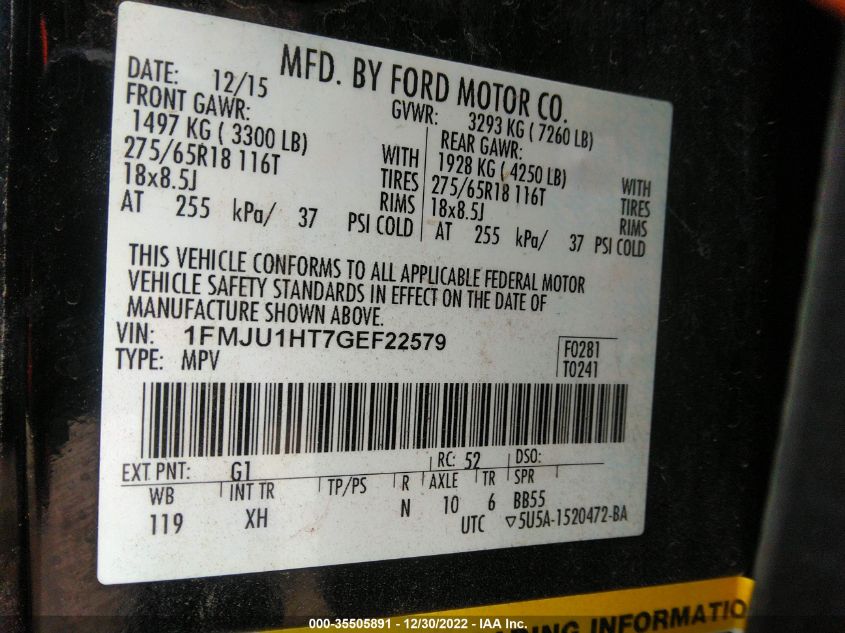 MFD. BY FORD MOTOR CO.
DATE: 12/15
GVWR: 3293 KG ( 7260 LB)
FRONT GAWR:
1497 KG ( 3300 LB)
275/65R18 116T WITH TIRES
18x8.5J RIMS
AT 255 kPa/ 37 PSI COLD
REAR GAWR:
1928 KG ( 4250 LB)
275/65R18 116T WITH TIRES
18x8.5J RIMS
AT 255 kPa/ 37 PSI COLD
THIS VEHICLE CONFORMS TO ALL APPLICABLE FEDERAL MOTOR
VEHICLE SAFETY STANDARDS IN EFFECT ON THE DATE OF
MANUFACTURE SHOWN ABOVE.
VIN: 1FMJU1HT7GEF22579
TYPE: MPV
F0281
T0241
EXT PNT: G1 RC: 52 DSO:
WB INT TR TP/PS R AXLE TR SPR
119 XH N 10 6 BB55
UTC ▽5U5A-1520472-BA
INFORMATIO
000-35505891 - 12/30/2022 - IAA Inc.